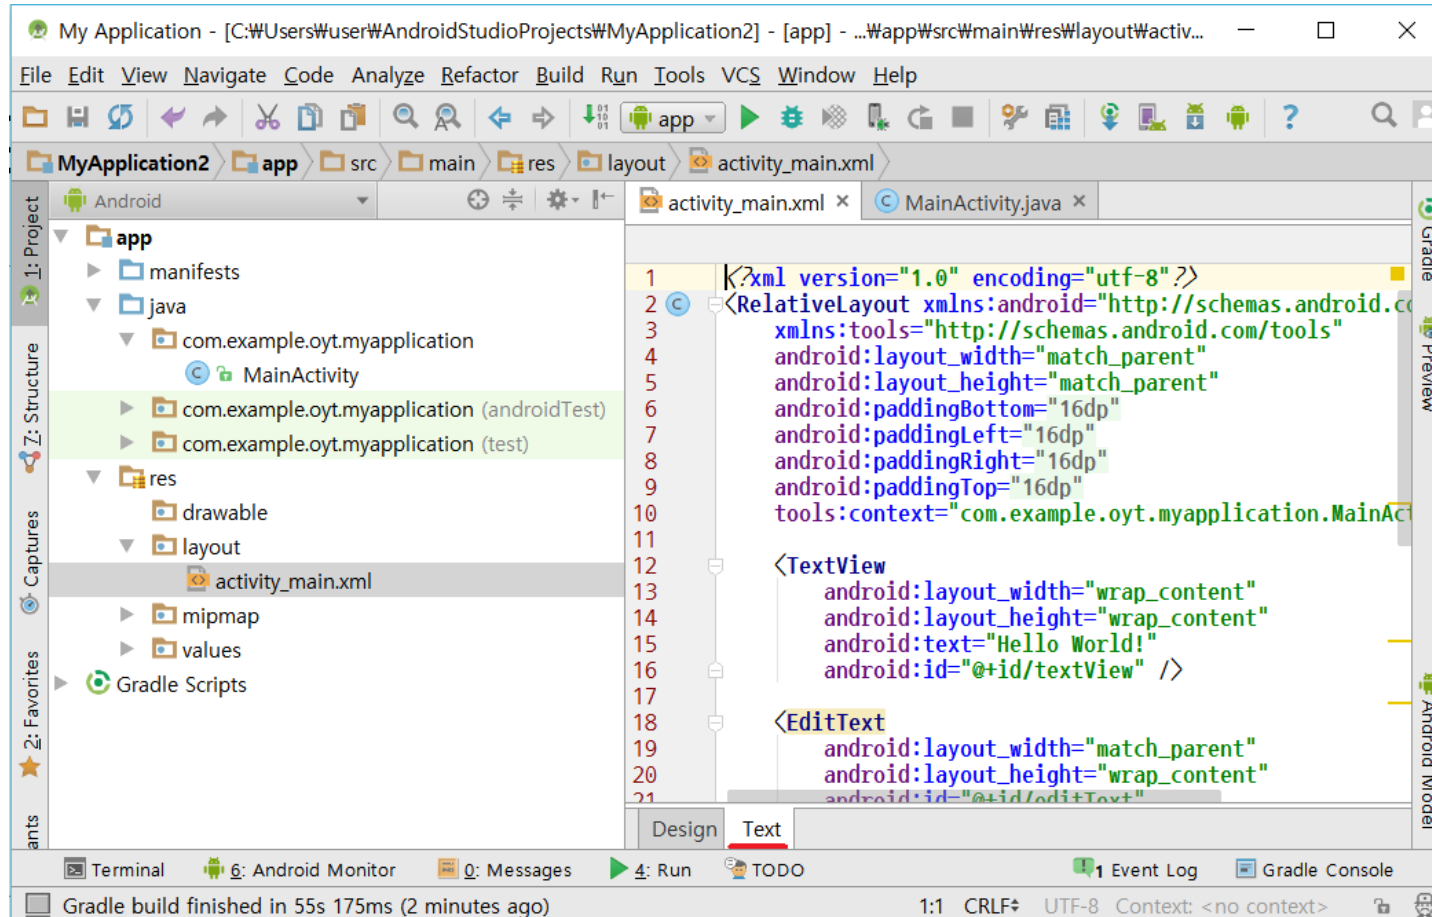 My Application - [C:₩Users₩user₩AndroidStudioProjects₩MyApplication2] - [app] - ...₩app₩src₩main₩res₩layout₩activ...
File Edit View Navigate Code Analyze Refactor Build Run Tools VCS Window Help
app
MyApplication2 app src main res layout activity_main.xml
1: Project
7: Structure
Captures
2: Favorites
ants
Android
app
manifests
java
com.example.oyt.myapplication
MainActivity
com.example.oyt.myapplication (androidTest)
com.example.oyt.myapplication (test)
res
drawable
layout
activity_main.xml
mipmap
values
Gradle Scripts
activity_main.xml MainActivity.java
1 <?xml version="1.0" encoding="utf-8"?>
2 <RelativeLayout xmlns:android="http://schemas.android.co
3 xmlns:tools="http://schemas.android.com/tools"
4 android:layout_width="match_parent"
5 android:layout_height="match_parent"
6 android:paddingBottom="16dp"
7 android:paddingLeft="16dp"
8 android:paddingRight="16dp"
9 android:paddingTop="16dp"
10 tools:context="com.example.oyt.myapplication.MainAct
11
12 <TextView
13 android:layout_width="wrap_content"
14 android:layout_height="wrap_content"
15 android:text="Hello World!"
16 android:id="@+id/textView" />
17
18 <EditText
19 android:layout_width="match_parent"
20 android:layout_height="wrap_content"
21 android:id="@+id/editText"
Design Text
Gradle
Preview
Android Model
Terminal 6: Android Monitor 0: Messages 4: Run TODO 1 Event Log Gradle Console
Gradle build finished in 55s 175ms (2 minutes ago) 1:1 CRLF UTF-8 Context: <no context>